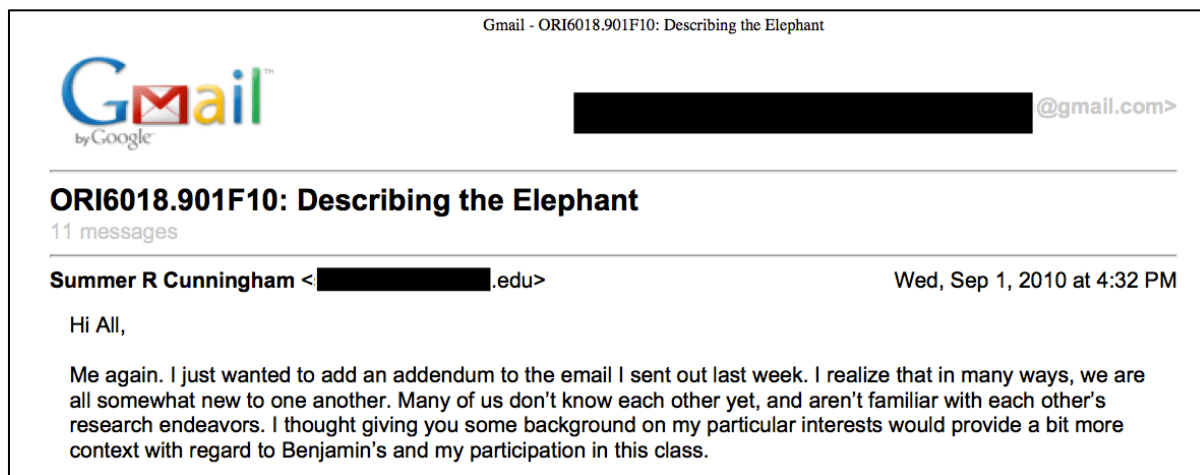 Gmail - ORI6018.901F10: Describing the Elephant
Gmail™
by Google™
@gmail.com>
ORI6018.901F10: Describing the Elephant
11 messages
Summer R Cunningham < .edu> Wed, Sep 1, 2010 at 4:32 PM
Hi All,
Me again. I just wanted to add an addendum to the email I sent out last week. I realize that in many ways, we are
all somewhat new to one another. Many of us don’t know each other yet, and aren’t familiar with each other’s
research endeavors. I thought giving you some background on my particular interests would provide a bit more
context with regard to Benjamin’s and my participation in this class.